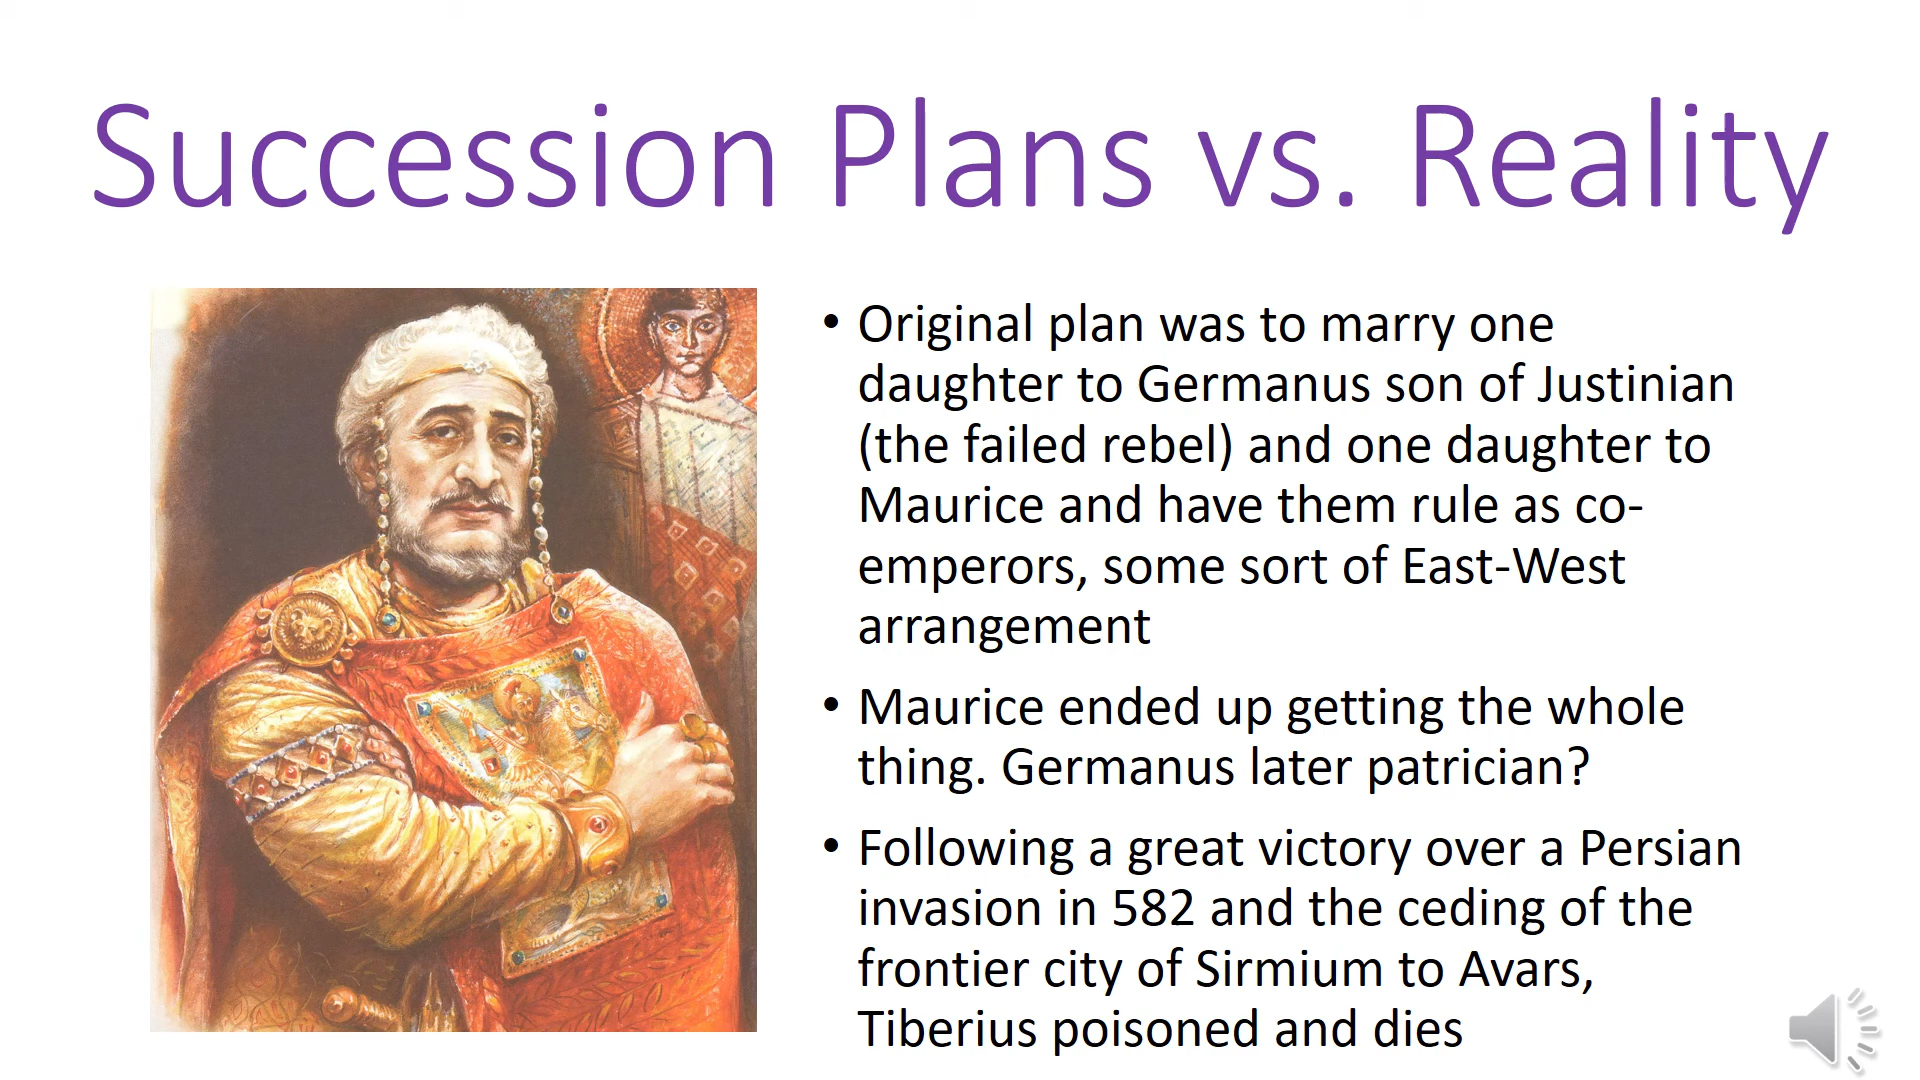 Succession Plans vs. Reality
• Original plan was to marry one
daughter to Germanus son of Justinian
(the failed rebel) and one daughter to
Maurice and have them rule as co-
emperors, some sort of East-West
arrangement
• Maurice ended up getting the whole
thing. Germanus later patrician?
• Following a great victory over a Persian
invasion in 582 and the ceding of the
frontier city of Sirmium to Avars,
Tiberius poisoned and dies